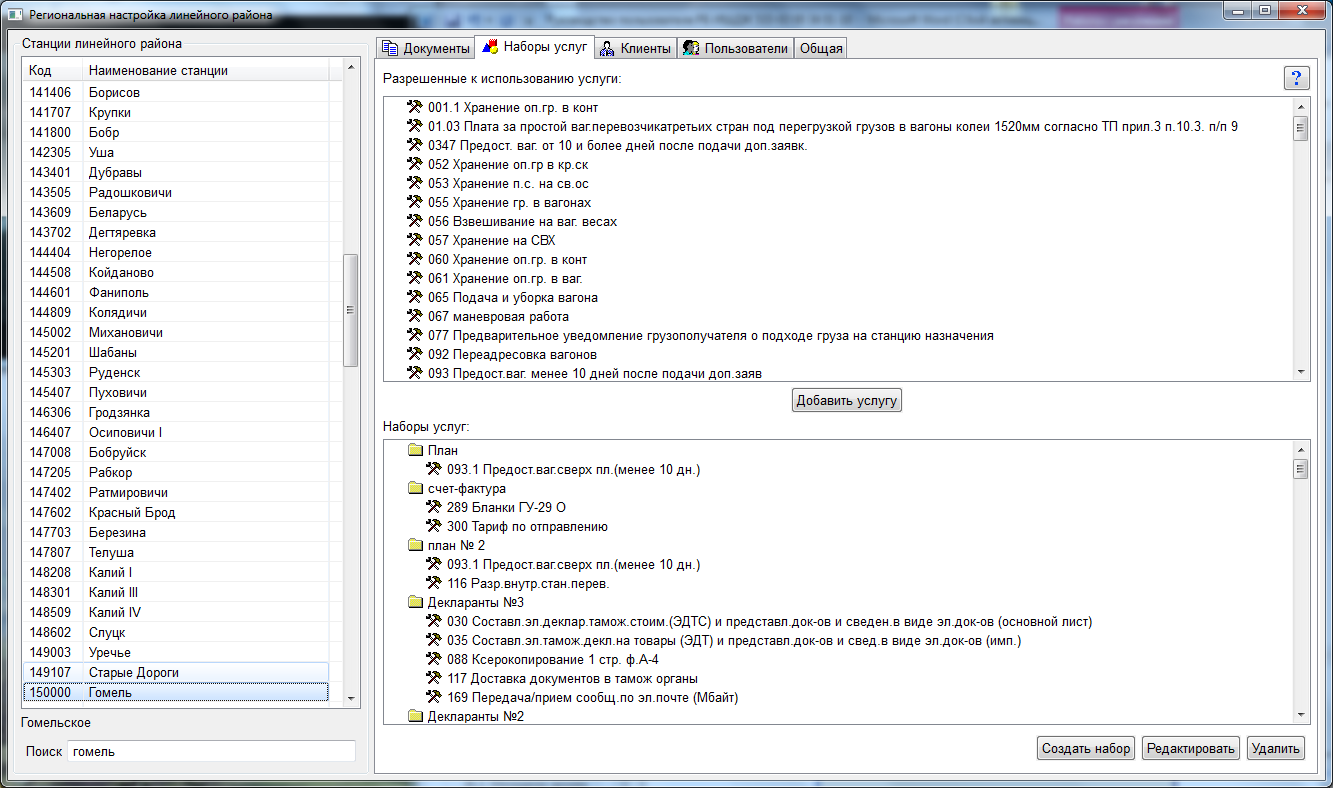 Региональная настройка линейного района
Станции линейного района
Код Наименование станции
141406 Борисов
141707 Крупки
141800 Бобр
142305 Уша
143401 Дубравы
143505 Радошковичи
143609 Беларусь
143702 Дегтяревка
144404 Негорелое
144508 Койданово
144601 Фаниполь
144809 Колядичи
145002 Михановичи
145201 Шабаны
145303 Руденск
145407 Пуховичи
146306 Гродзянка
146407 Осиповичи I
147008 Бобруйск
147205 Рабкор
147402 Ратмировичи
147602 Красный Брод
147703 Березина
147807 Телуша
148208 Калий I
148301 Калий III
148509 Калий IV
148602 Слуцк
149003 Уречье
149107 Старые Дороги
150000 Гомель
Гомельское
Поиск гомель
Документы Наборы услуг Клиенты Пользователи Общая
Разрешенные к использованию услуги:
?
001.1 Хранение оп.гр. в конт
01.03 Плата за простой ваг.перевозчикатретьих стран под перегрузкой грузов в вагоны колеи 1520мм согласно ТП прил.3 п.10.3. п/п 9
0347 Предост. ваг. от 10 и более дней после подачи доп.заявк.
052 Хранение оп.гр в кр.ск
053 Хранение п.с. на св.ос
055 Хранение гр. в вагонах
056 Взвешивание на ваг. весах
057 Хранение на СВХ
060 Хранение оп.гр. в конт
061 Хранение оп.гр. в ваг.
065 Подача и уборка вагона
067 маневровая работа
077 Предварительное уведомление грузополучателя о подходе груза на станцию назначения
092 Переадресовка вагонов
093 Предост.ваг. менее 10 дней после подачи доп.заяв
Добавить услугу
Наборы услуг:
План
093.1 Предост.ваг.сверх пл.(менее 10 дн.)
счет-фактура
289 Бланки ГУ-29 О
300 Тариф по отправлению
план № 2
093.1 Предост.ваг.сверх пл.(менее 10 дн.)
116 Разр.внутр.стан.перев.
Декларанты №3
030 Составл.эл.деклар.тамож.стоим.(ЭДТС) и представл.док-ов и сведен.в виде эл.док-ов (основной лист)
035 Составл.эл.тамож.декл.на товары (ЭДТ) и представл.док-ов и свед.в виде эл.док-ов (имп.)
088 Ксерокопирование 1 стр. ф.А-4
117 Доставка документов в тамож органы
169 Передача/прием сообщ.по эл.почте (Мбайт)
Декларанты №2
Создать набор Редактировать Удалить